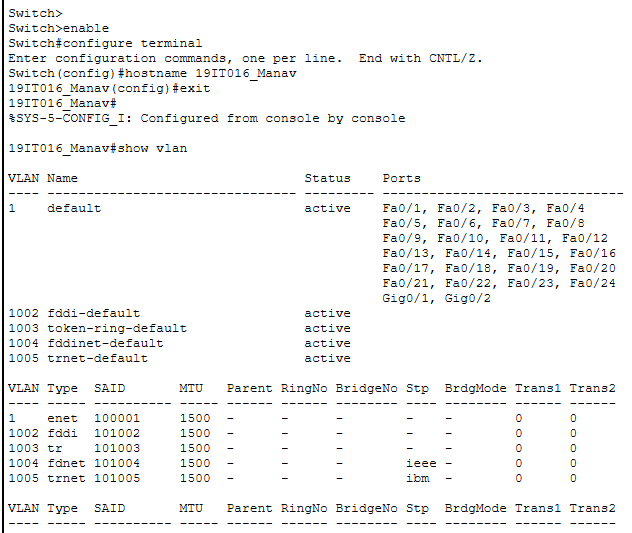 Switch>
Switch>enable
Switch#configure terminal
Enter configuration commands, one per line.  End with CNTL/Z.
Switch(config)#hostname 19IT016_Manav
19IT016_Manav(config)#exit
19IT016_Manav#
%SYS-5-CONFIG_I: Configured from console by console

19IT016_Manav#show vlan

VLAN Name                             Status    Ports
---- -------------------------------- --------- -------------------------------
1    default                          active    Fa0/1, Fa0/2, Fa0/3, Fa0/4
                                                Fa0/5, Fa0/6, Fa0/7, Fa0/8
                                                Fa0/9, Fa0/10, Fa0/11, Fa0/12
                                                Fa0/13, Fa0/14, Fa0/15, Fa0/16
                                                Fa0/17, Fa0/18, Fa0/19, Fa0/20
                                                Fa0/21, Fa0/22, Fa0/23, Fa0/24
                                                Gig0/1, Gig0/2
1002 fddi-default                     active
1003 token-ring-default               active
1004 fddinet-default                  active
1005 trnet-default                    active

VLAN Type  SAID       MTU   Parent RingNo BridgeNo Stp  BrdgMode Trans1 Trans2
---- ----- ---------- ----- ------ ------ -------- ---- -------- ------ ------
1    enet  100001     1500  -      -      -        -    -        0      0
1002 fddi  101002     1500  -      -      -        -    -        0      0
1003 tr    101003     1500  -      -      -        -    -        0      0
1004 fdnet 101004     1500  -      -      -        ieee -        0      0
1005 trnet 101005     1500  -      -      -        ibm  -        0      0

VLAN Type  SAID       MTU   Parent RingNo BridgeNo Stp  BrdgMode Trans1 Trans2
---- ----- ---------- ----- ------ ------ -------- ---- -------- ------ ------